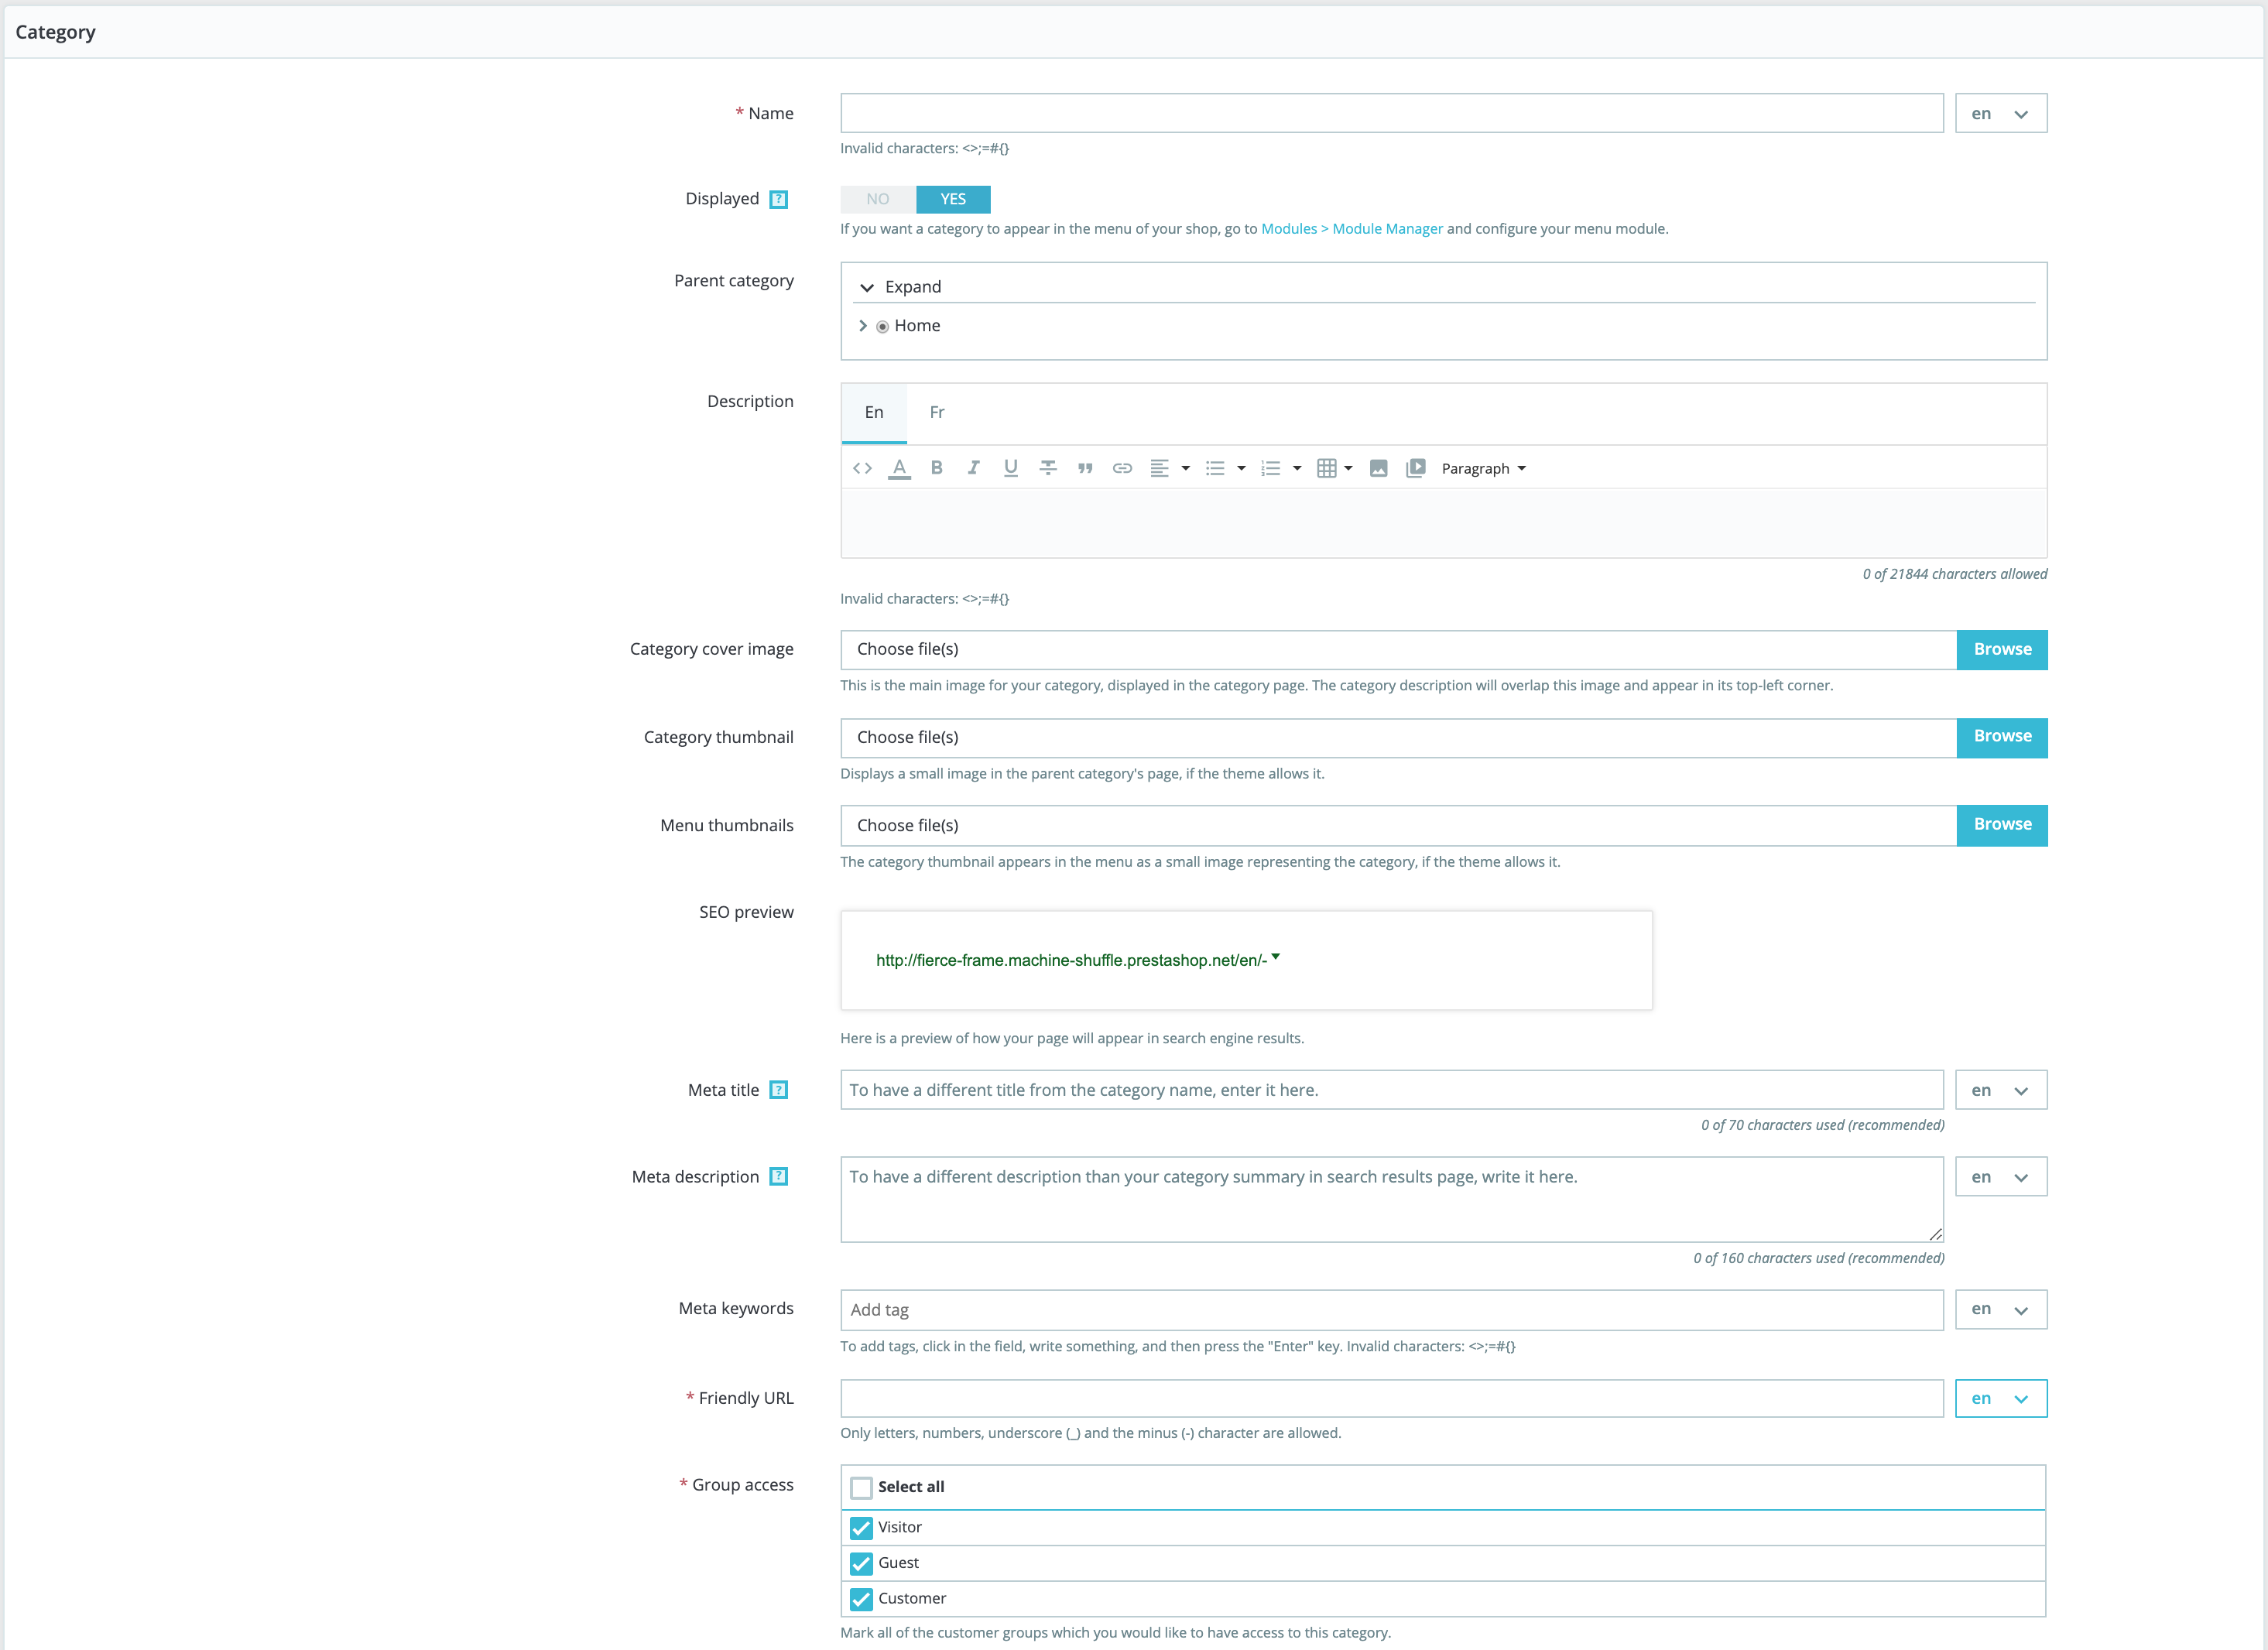 Category
* Name
en
Invalid characters: <>;=#{}
Displayed ?
NO YES
If you want a category to appear in the menu of your shop, go to Modules > Module Manager and configure your menu module.
Parent category
Expand
Home
Description
En Fr
Paragraph
0 of 21844 characters allowed
Invalid characters: <>;=#{}
Category cover image
Choose file(s) Browse
This is the main image for your category, displayed in the category page. The category description will overlap this image and appear in its top-left corner.
Category thumbnail
Choose file(s) Browse
Displays a small image in the parent category's page, if the theme allows it.
Menu thumbnails
Choose file(s) Browse
The category thumbnail appears in the menu as a small image representing the category, if the theme allows it.
SEO preview
http://fierce-frame.machine-shuffle.prestashop.net/en/-
Here is a preview of how your page will appear in search engine results.
Meta title ?
To have a different title from the category name, enter it here. en
0 of 70 characters used (recommended)
Meta description ?
To have a different description than your category summary in search results page, write it here. en
0 of 160 characters used (recommended)
Meta keywords
Add tag en
To add tags, click in the field, write something, and then press the "Enter" key. Invalid characters: <>;=#{}
* Friendly URL
en
Only letters, numbers, underscore (_) and the minus (-) character are allowed.
* Group access
Select all
Visitor
Guest
Customer
Mark all of the customer groups which you would like to have access to this category.